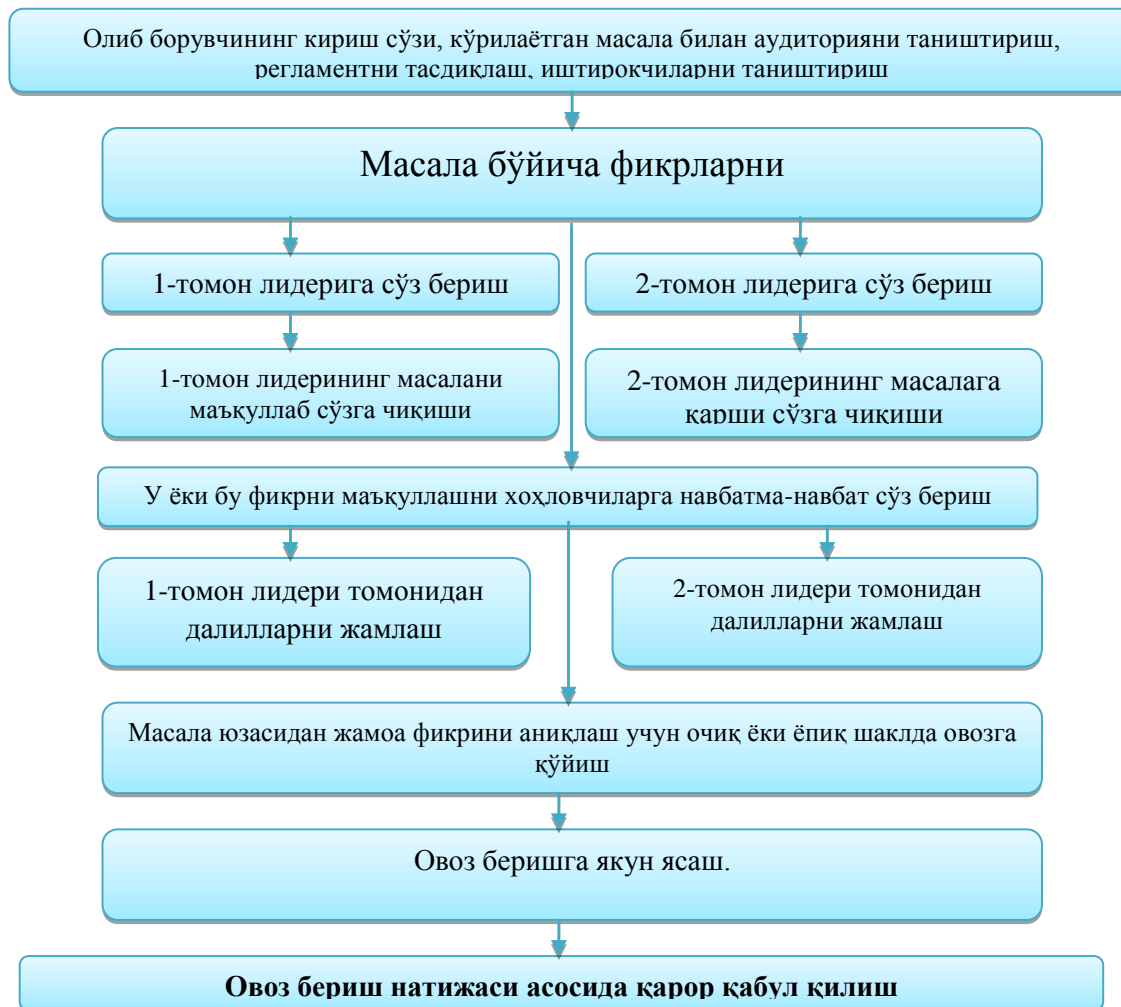 Олиб борувчининг кириш сўзи, кўрилаётган масала билан аудиторияни таништириш,
регламентни тасдиқлаш, иштирокчиларни таништириш
Масала бўйича фикрларни
1-томон лидерига сўз бериш
2-томон лидерига сўз бериш
1-томон лидерининг масалани
маъқуллаб сўзга чиқиши
2-томон лидерининг масалага
қарши сўзга чиқиши
У ёки бу фикрни маъқуллашни хоҳловчиларга навбатма-навбат сўз бериш
1-томон лидери томонидан
далилларни жамлаш
2-томон лидери томонидан
далилларни жамлаш
Масала юзасидан жамоа фикрини аниқлаш учун очиқ ёки ёпиқ шаклда овозга
қўйиш
Овоз беришга якун ясаш.
Овоз бериш натижаси асосида қарор қабул қилиш